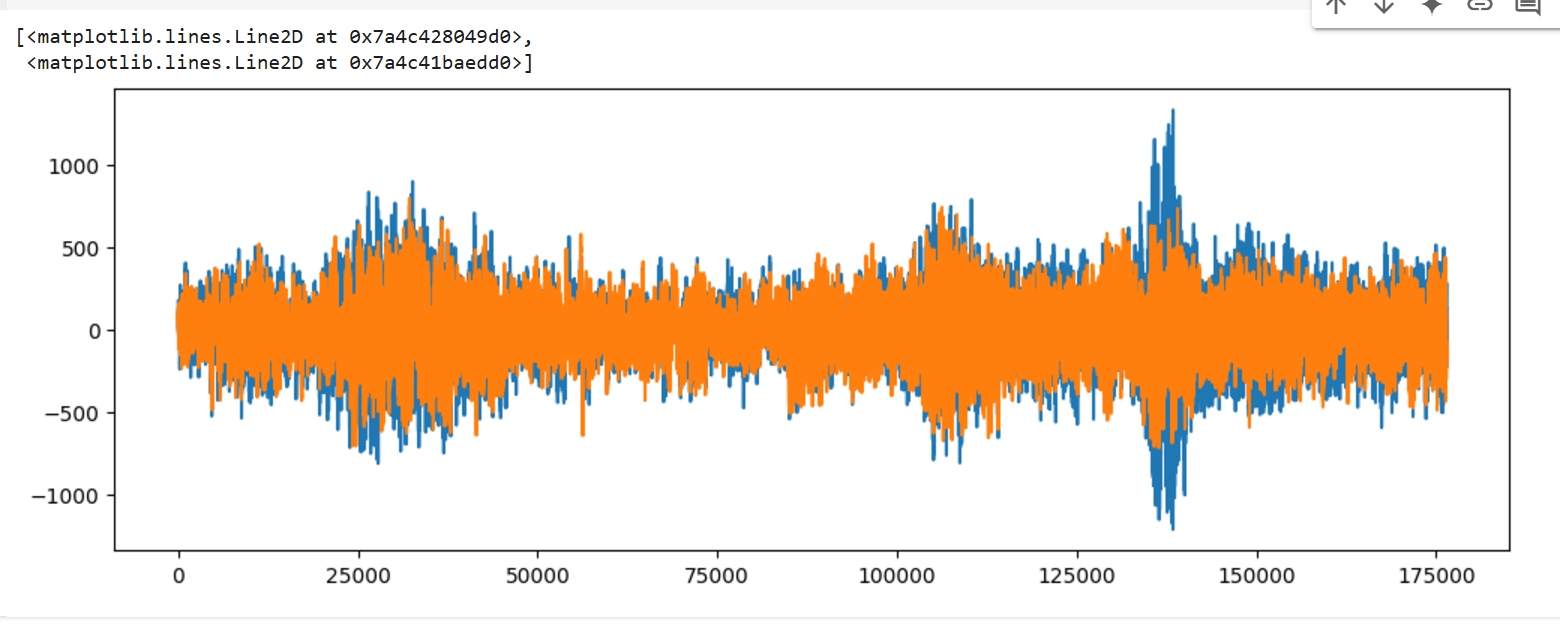 [<matplotlib.lines.Line2D at 0x7a4c428049d0>,
<matplotlib.lines.Line2D at 0x7a4c41baedd0>]
1000
500
0
−500
−1000
0 25000 50000 75000 100000 125000 150000 175000